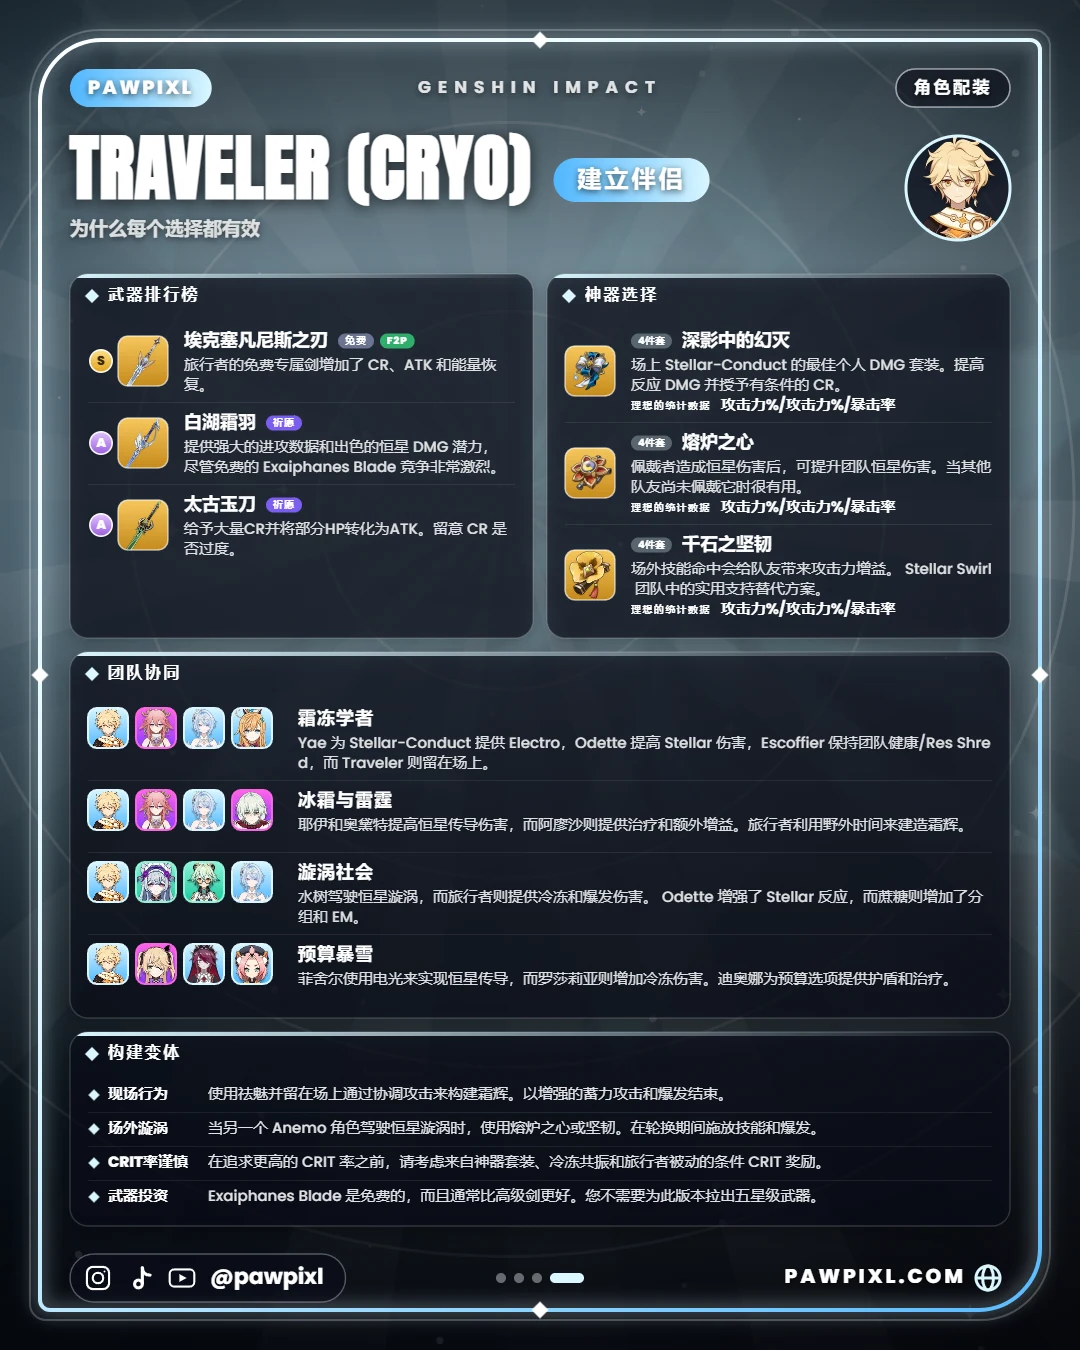 PAWPIXL
GENSHIN IMPACT
角色配装
TRAVELER (CRYO)
建立伴侣
为什么每个选择都有效
武器排行榜
S
埃克塞凡尼斯之刃 免费 F2P
旅行者的免费专属剑增加了 CR、ATK 和能量恢
复。
A
白湖霜羽 祈愿
提供强大的进攻数据和出色的恒星 DMG 潜力，
尽管免费的 Exaiphanes Blade 竞争非常激烈。
A
太古玉刀 祈愿
给予大量CR并将部分HP转化为ATK。留意 CR 是
否过度。
神器选择
4件套 深影中的幻灭
场上 Stellar-Conduct 的最佳个人 DMG 套装。提高
反应 DMG 并授予有条件的 CR。
理想的统计数据 攻击力%/攻击力%/暴击率
4件套 熔炉之心
佩戴者造成恒星伤害后，可提升团队恒星伤害。当其他
队友尚未佩戴它时很有用。
理想的统计数据 攻击力%/攻击力%/暴击率
4件套 千石之坚韧
场外技能命中会给队友带来攻击力增益。 Stellar Swirl
团队中的实用支持替代方案。
理想的统计数据 攻击力%/攻击力%/暴击率
团队协同
霜冻学者
Yae 为 Stellar-Conduct 提供 Electro，Odette 提高 Stellar 伤害，Escoffier 保持团队健康/Res Shre
d，而 Traveler 则留在场上。
冰霜与雷霆
耶伊和奥黛特提高恒星传导伤害，而阿廖沙则提供治疗和额外增益。旅行者利用野外时间来建造霜辉。
漩涡社会
水树驾驶恒星漩涡，而旅行者则提供冷冻和爆发伤害。 Odette 增强了 Stellar 反应，而蔗糖则增加了分
组和 EM。
预算暴雪
菲舍尔使用电光来实现恒星传导，而罗莎莉亚则增加冷冻伤害。迪奥娜为预算选项提供护盾和治疗。
构建变体
现场行为 使用祛魅并留在场上通过协调攻击来构建霜辉。以增强的蓄力攻击和爆发结束。
场外漩涡 当另一个 Anemo 角色驾驶恒星漩涡时，使用熔炉之心或坚韧。在轮换期间施放技能和爆发。
CRIT率谨慎 在追求更高的 CRIT 率之前，请考虑来自神器套装、冷冻共振和旅行者被动的条件 CRIT 奖励。
武器投资 Exaiphanes Blade 是免费的，而且通常比高级剑更好。您不需要为此版本拉出五星级武器。
@pawpixl
PAWPIXL.COM